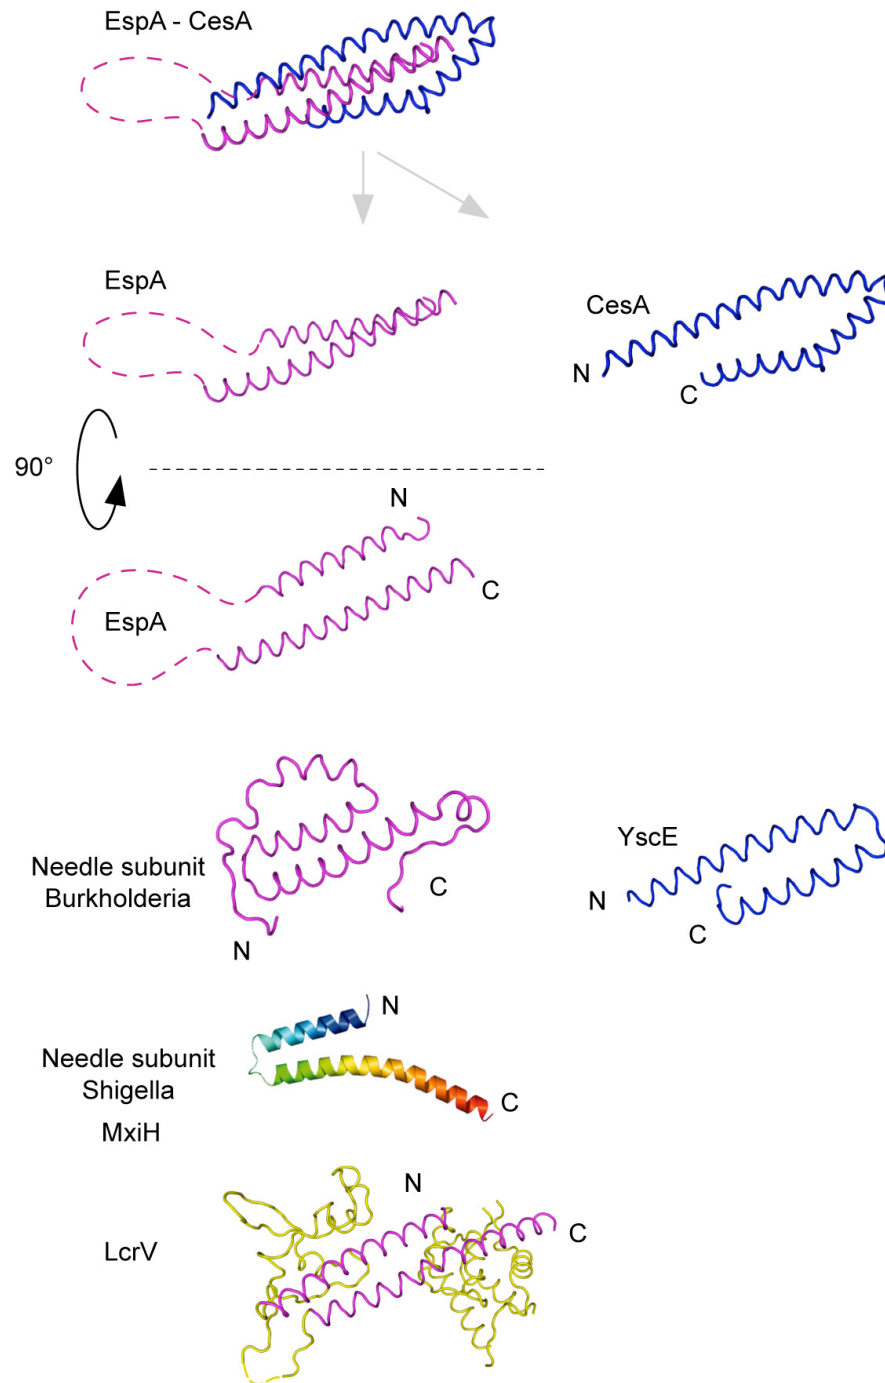 EspA - CesA
EspA
CesA
N
C
90°
N
C
EspA
YscE
Needle subunit
Burkholderia
C
N
C
N
N
Needle subunit
Shigella
C
MxiH
N
C
LcrV